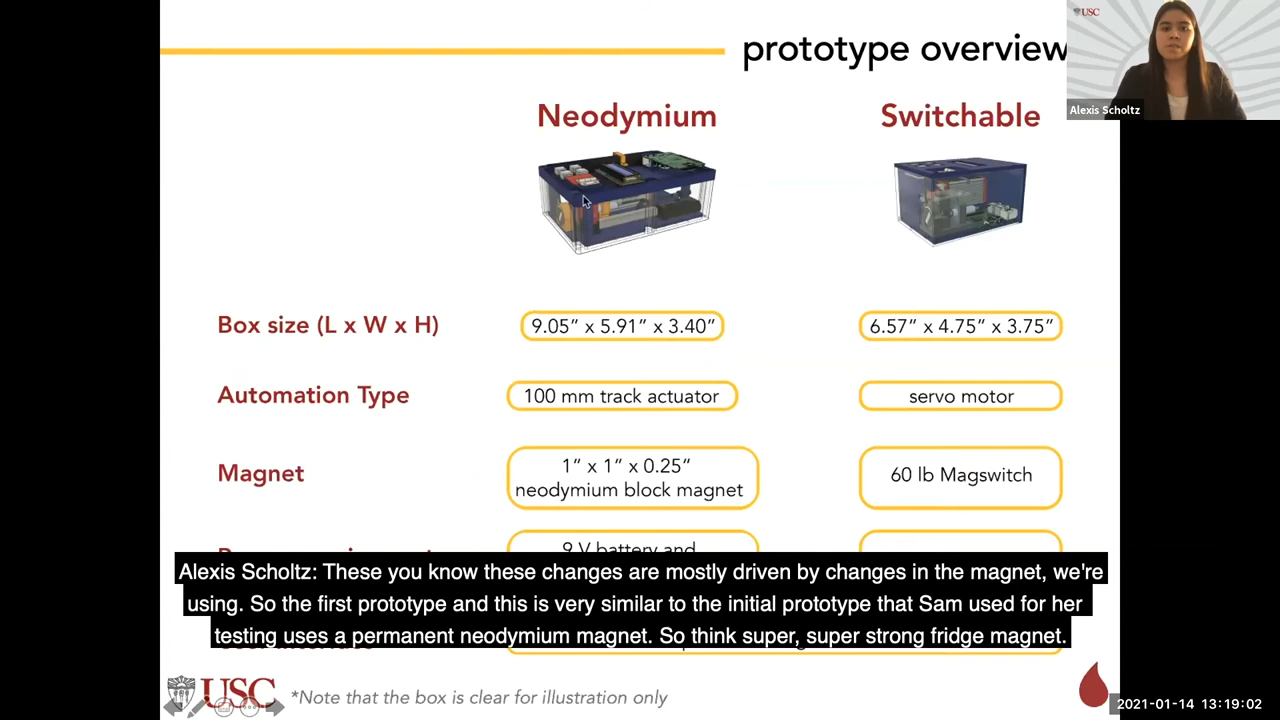 prototype overview
USC
Alexis Scholtz
Neodymium
Switchable
Box size (L x W x H)
9.05" x 5.91" x 3.40"
6.57" x 4.75" x 3.75"
Automation Type
100 mm track actuator
servo motor
Magnet
1" x 1" x 0.25"
neodymium block magnet
60 lb Magswitch
9 V battery and
Alexis Scholtz: These you know these changes are mostly driven by changes in the magnet, we're
using. So the first prototype and this is very similar to the initial prototype that Sam used for her
testing uses a permanent neodymium magnet. So think super, super strong fridge magnet.
USC
*Note that the box is clear for illustration only
2021-01-14 13:19:02